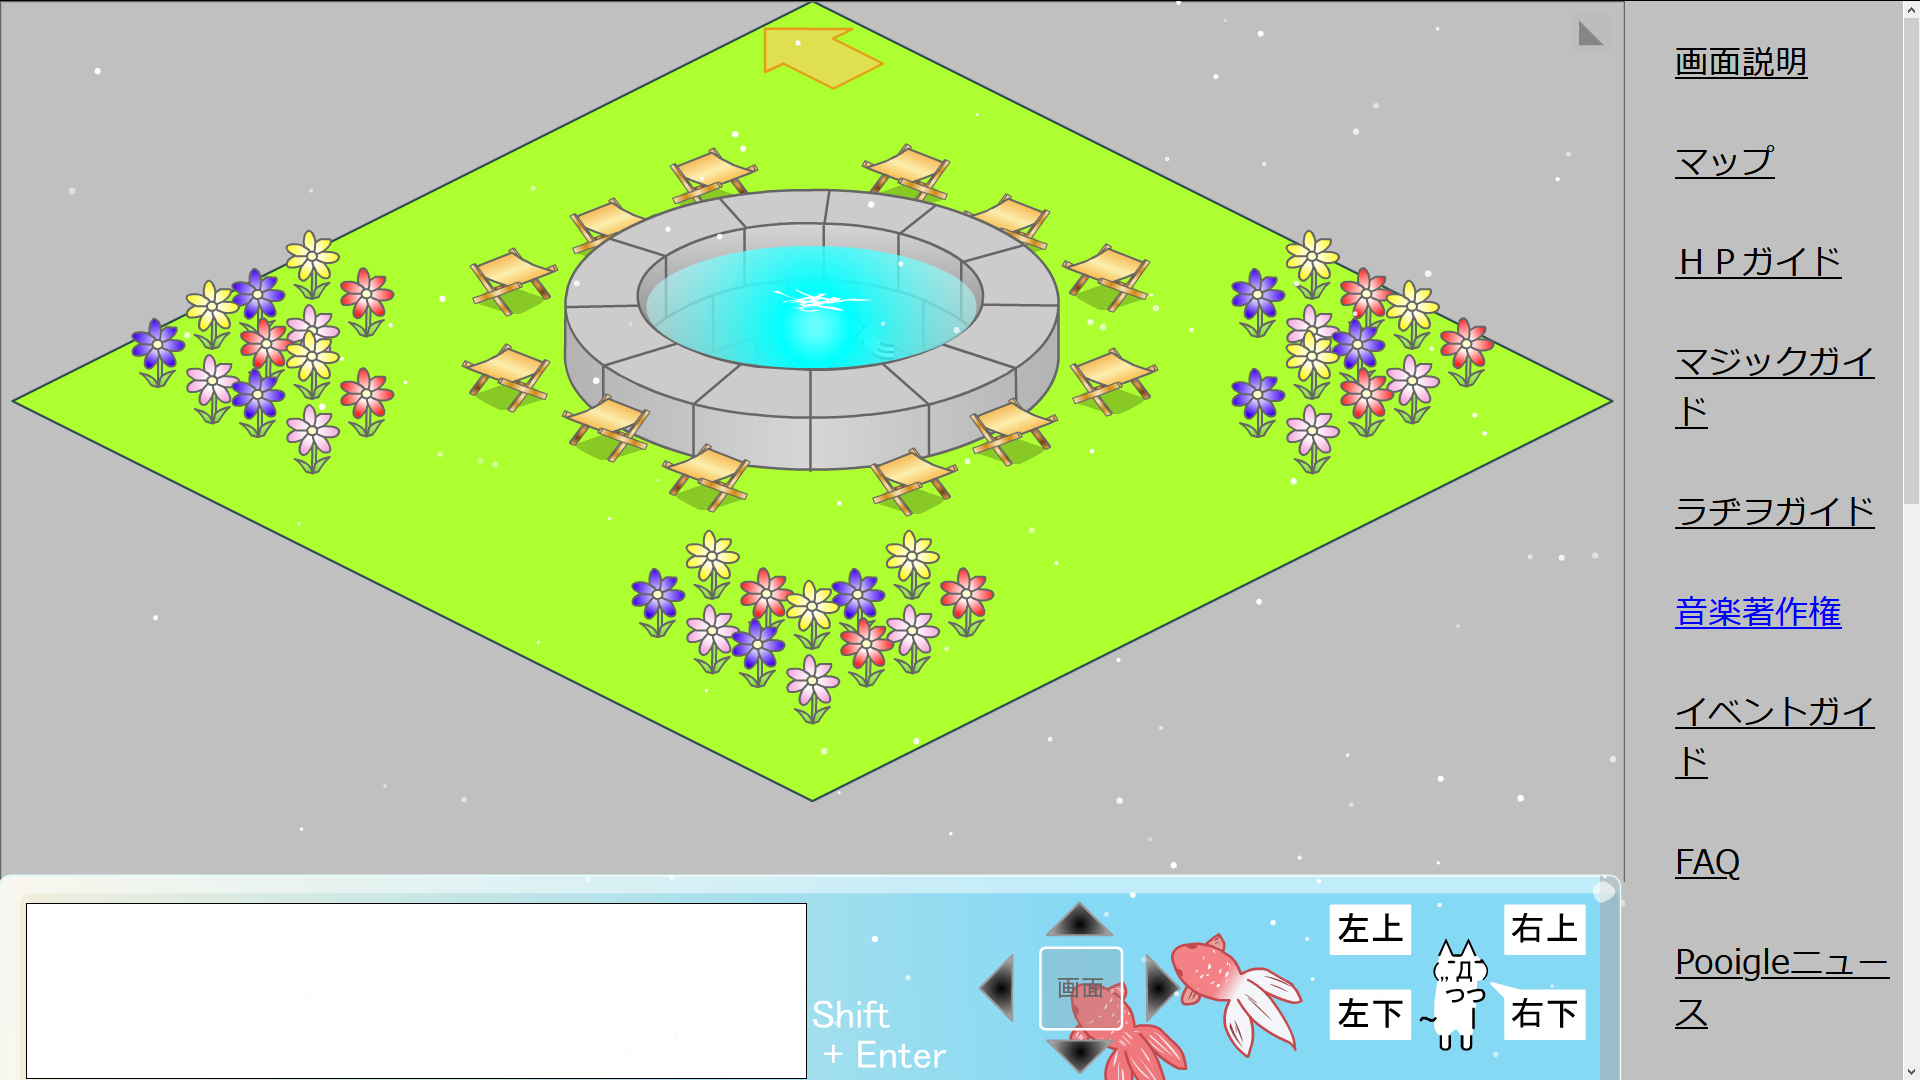 画面説明
マップ
ＨＰガイド
マジックガイ
ド
ラヂヲガイド
音楽著作権
イベントガイ
ド
FAQ
Pooigleニュー
ス
Shift
+ Enter
画面
左上
右上
左下
右下